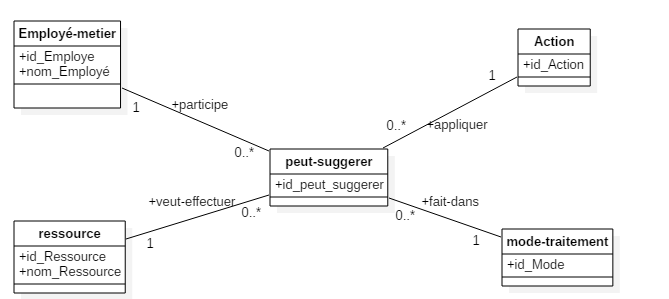 Employé-metier
+id_Employe
+nom_Employé
Action
+id_Action
1
+participe
0..*
1
0..*
+appliquer
peut-suggerer
+id_peut_suggerer
+veut-effectuer
0..*
1
ressource
+id_Ressource
+nom_Ressource
+fait-dans
0..*
1
mode-traitement
+id_Mode